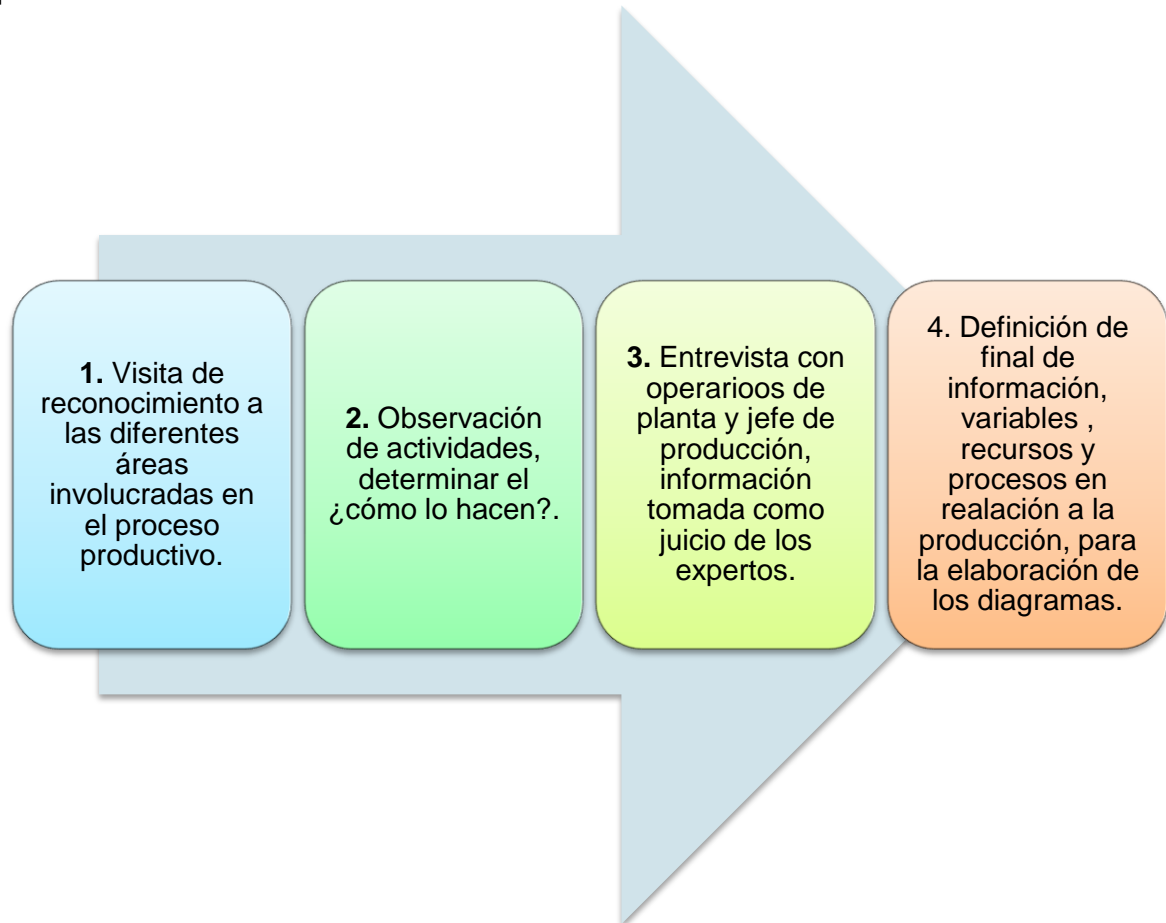 1. Visita de
reconocimiento a
las diferentes
áreas
involucradas en
el proceso
productivo.
2. Observación
de actividades,
determinar el
¿cómo lo hacen?.
3. Entrevista con
operarioos de
planta y jefe de
producción,
información
tomada como
juicio de los
expertos.
4. Definición de
final de
información,
variables ,
recursos y
procesos en
realación a la
producción, para
la elaboración de
los diagramas.